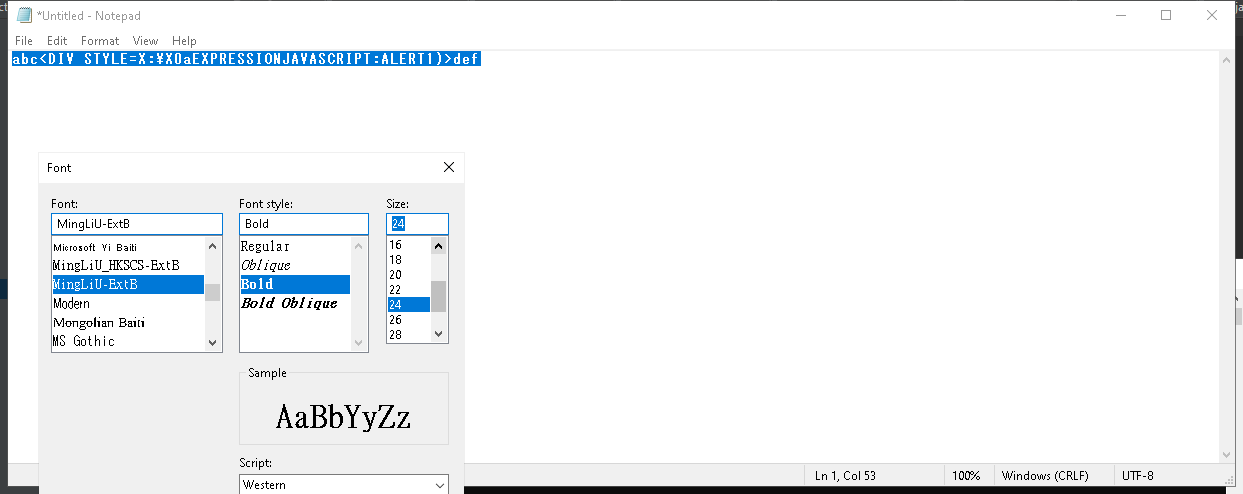 *Untitled - Notepad
File Edit Format View Help
abc<DIV STYLE=X:¥X0aEXPRESSIONJAVASCRIPT:ALERT1)>def
Font
Font: Font style: Size:
MingLiU-ExtB Bold 24
Microsoft Yi Baiti Regular 16
MingLiU_HKSCS-ExtB Oblique 18
MingLiU-ExtB Bold 20
Modern Bold Oblique 22
Mongolian Baiti 24
MS Gothic 26
28
Sample
AaBbYyZz
Script:
Western
Ln 1, Col 53 100% Windows (CRLF) UTF-8